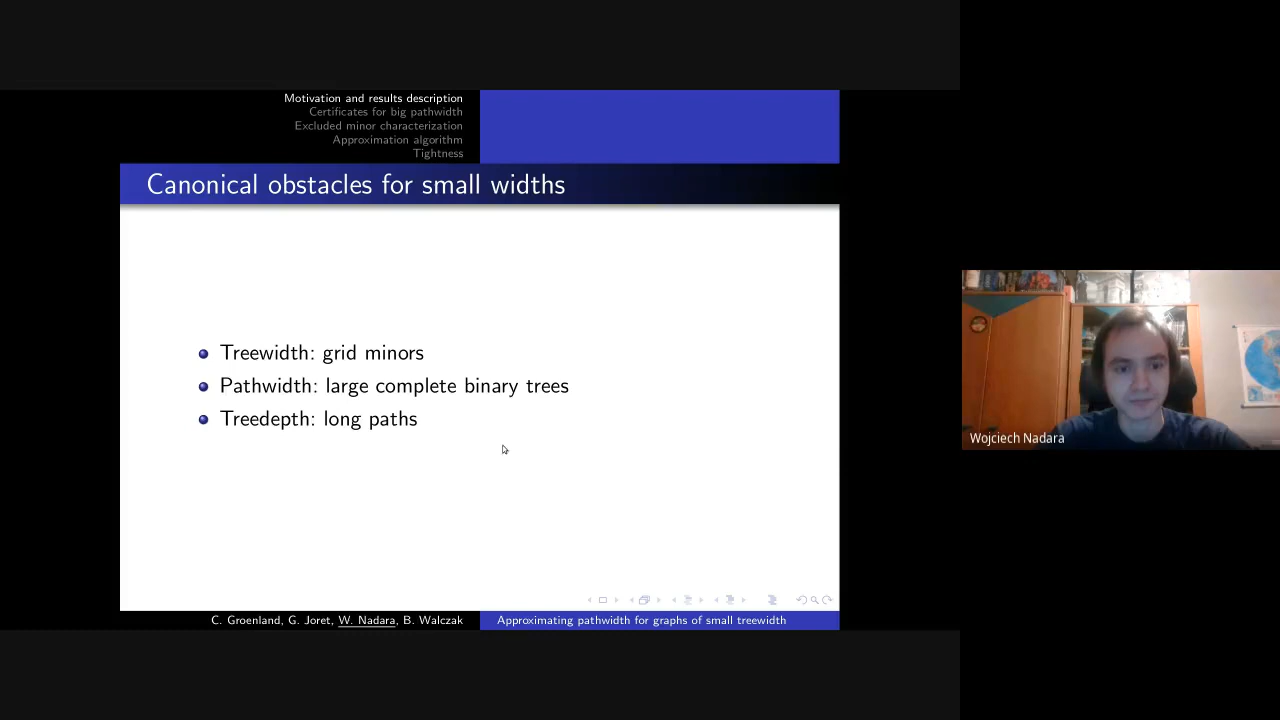 Motivation and results description
Certificates for big pathwidth
Excluded minor characterization
Approximation algorithm
Tightness
Canonical obstacles for small widths
Treewidth: grid minors
Pathwidth: large complete binary trees
Treedepth: long paths
Wojciech Nadara
C. Groenland, G. Joret, W. Nadara, B. Walczak
Approximating pathwidth for graphs of small treewidth